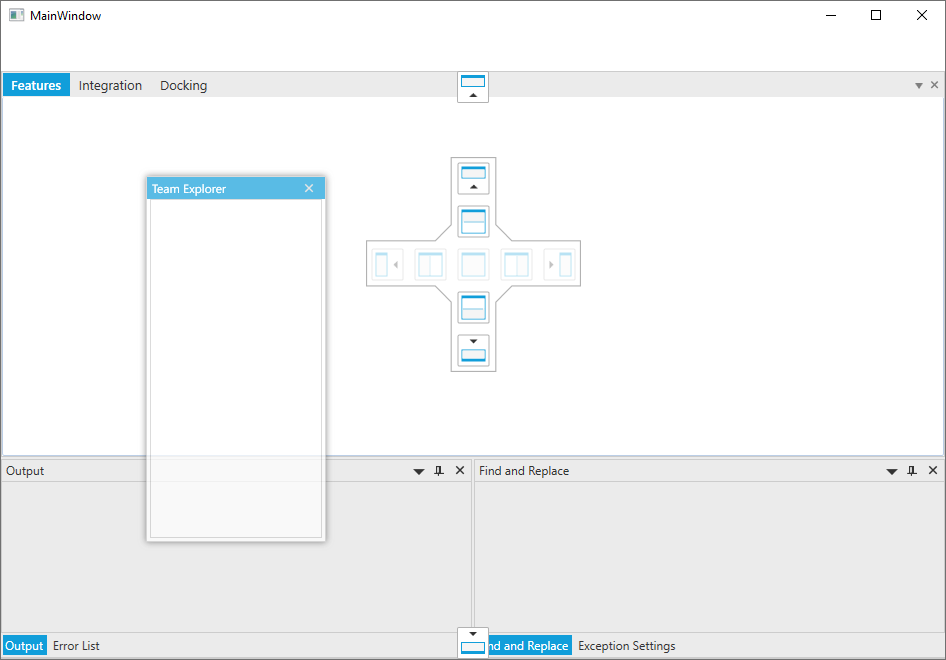 MainWindow
Features Integration Docking
Team Explorer
Output Find and Replace
Output Error List nd and Replace Exception Settings